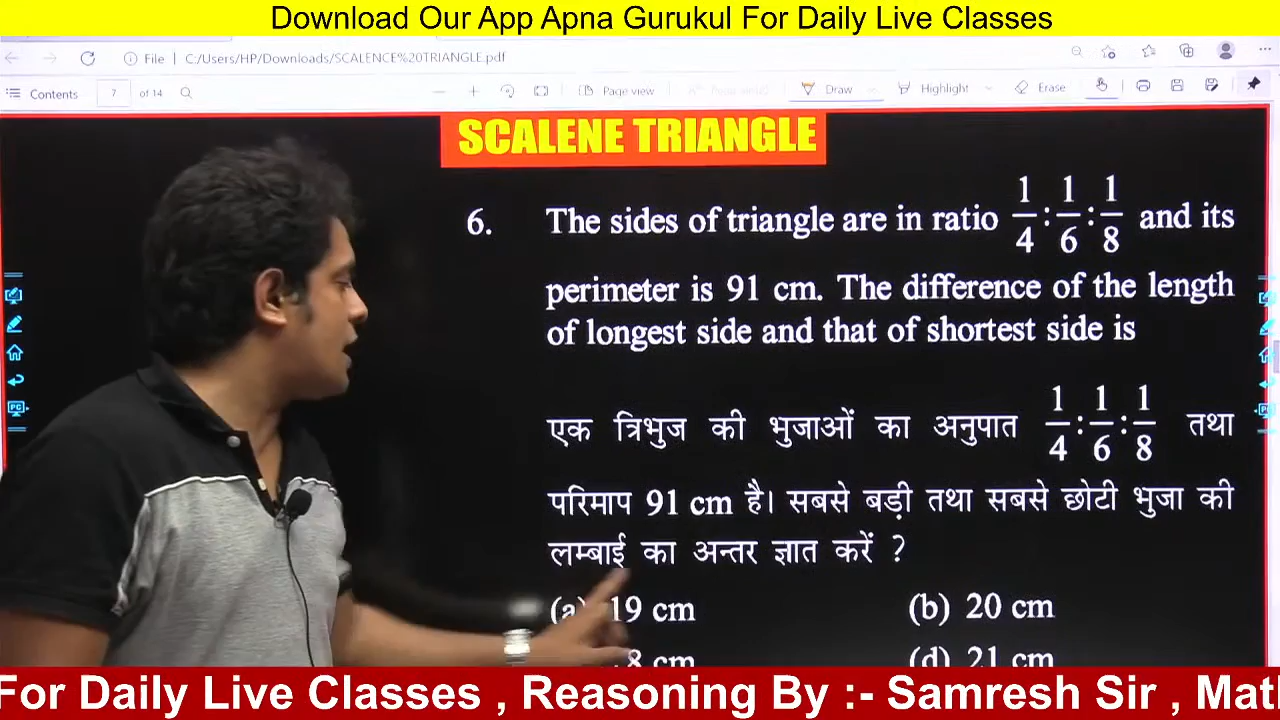 Download Our App Apna Gurukul For Daily Live Classes
File | C:/Users/HP/Downloads/SCALENCE%20TRIANGLE.pdf
Contents 7 of 14 Page view Draw Highlight Erase
SCALENE TRIANGLE
6. The sides of triangle are in ratio 1/4 : 1/6 : 1/8 and its
perimeter is 91 cm. The difference of the length
of longest side and that of shortest side is
एक त्रिभुज की भुजाओं का अनुपात 1/4 : 1/6 : 1/8 तथा
परिमाप 91 cm है। सबसे बड़ी तथा सबसे छोटी भुजा की
लम्बाई का अन्तर ज्ञात करें ?
(a) 19 cm (b) 20 cm
8 cm (d) 21 cm
For Daily Live Classes , Reasoning By :- Samresh Sir , Mat